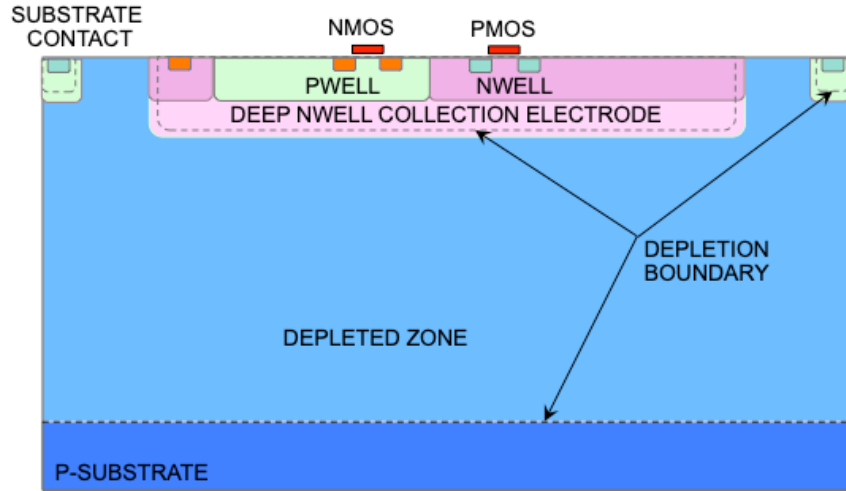 SUBSTRATE
CONTACT
NMOS
PMOS
PWELL
NWELL
DEEP NWELL COLLECTION ELECTRODE
DEPLETION
BOUNDARY
DEPLETED ZONE
P-SUBSTRATE